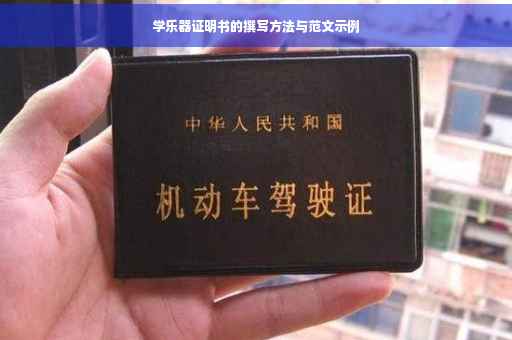 学乐器证明书的撰写方法与范文示例
中华人民共和国
机动车驾驶证